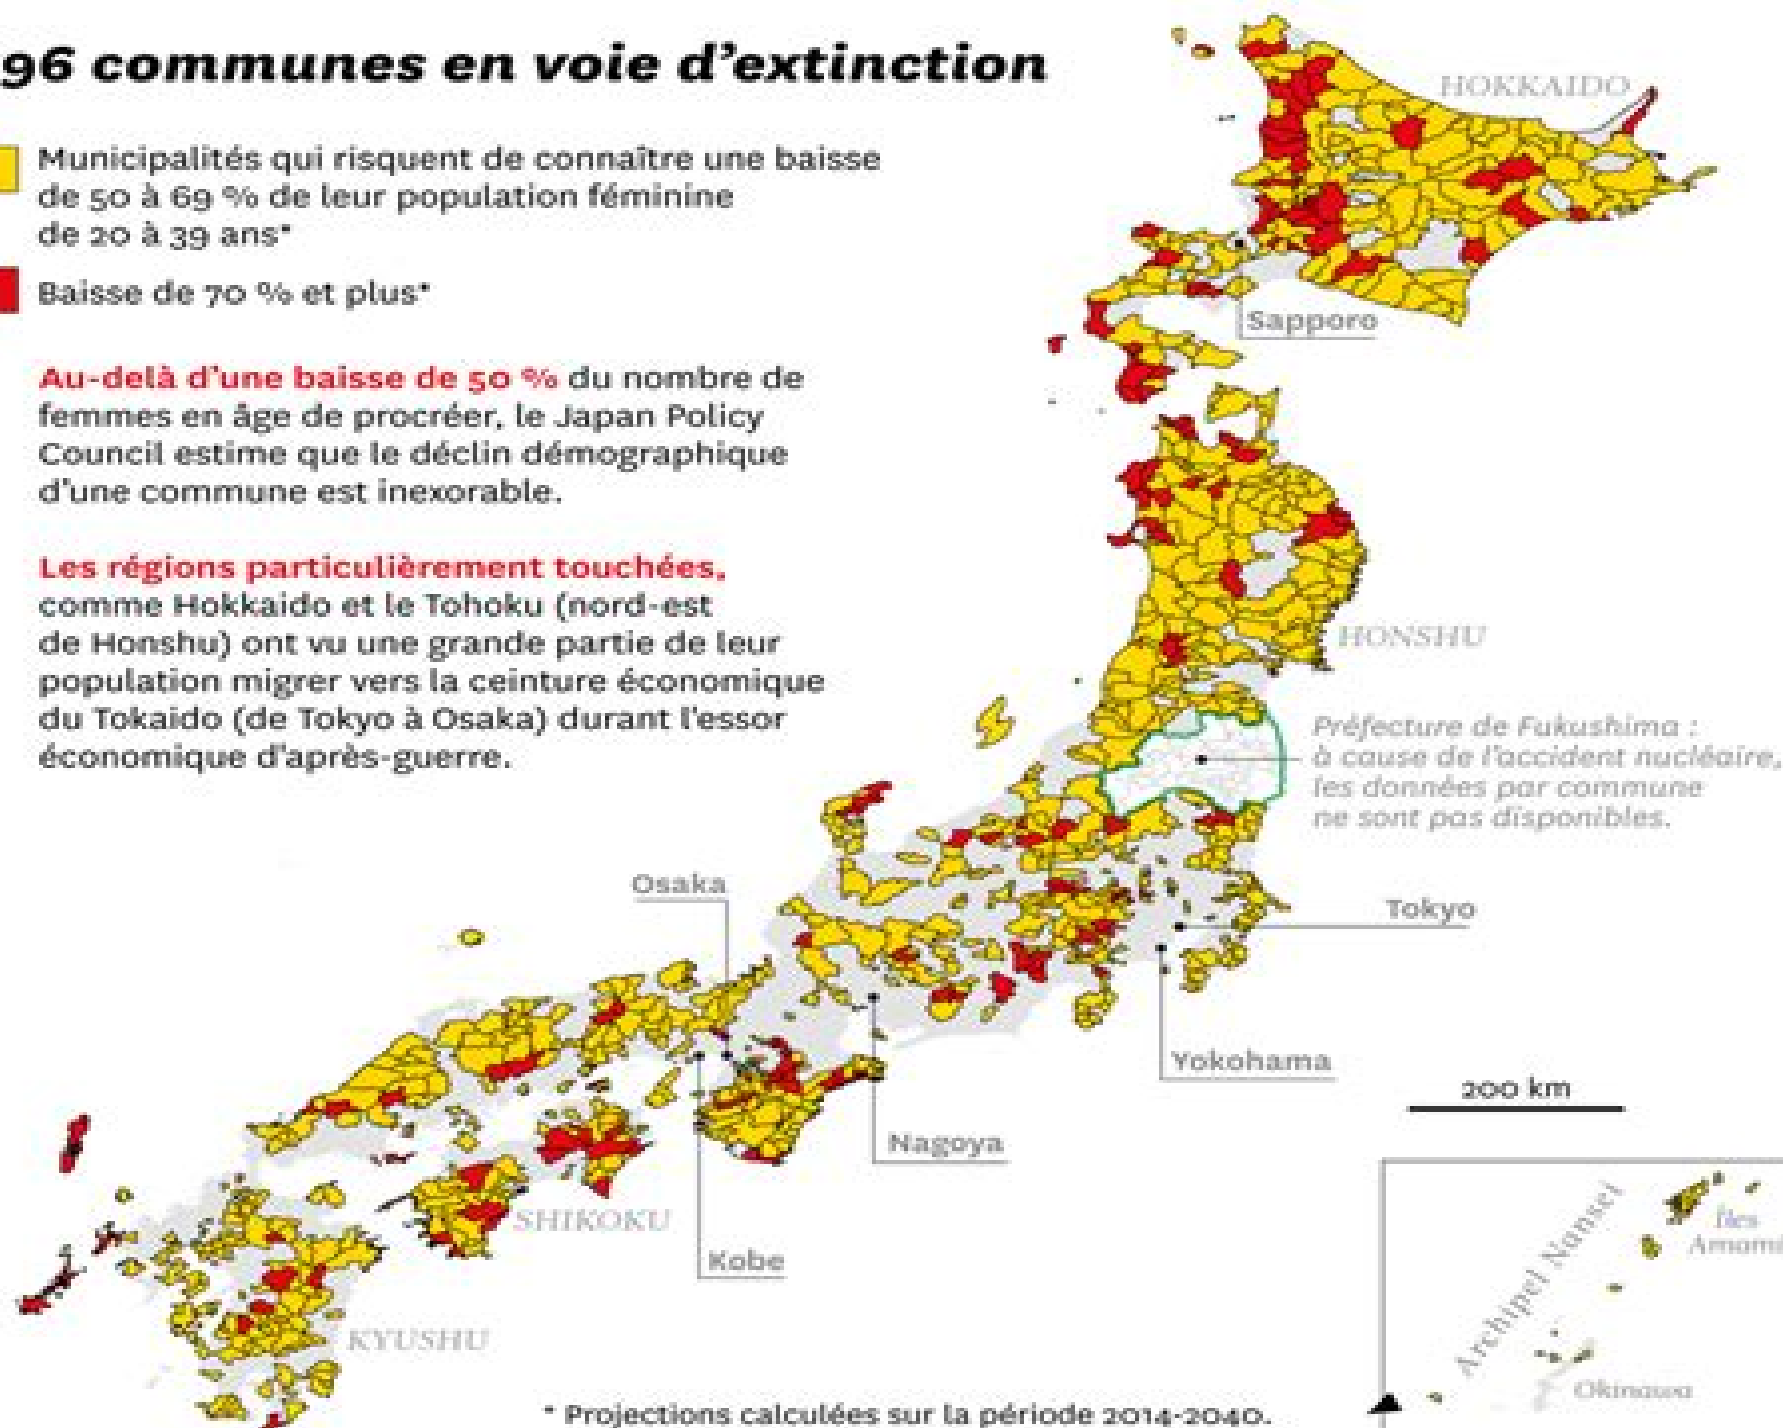 96 communes en voie d'extinction
Municipalités qui risquent de connaître une baisse
de 50 à 69 % de leur population féminine
de 20 à 39 ans*
Baisse de 70 % et plus*
Au-delà d'une baisse de 50 % du nombre de
femmes en âge de procréer, le Japan Policy
Council estime que le déclin démographique
d'une commune est inexorable.
Les régions particulièrement touchées,
comme Hokkaido et le Tohoku (nord-est
de Honshu) ont vu une grande partie de leur
population migrer vers la ceinture économique
du Tokaido (de Tokyo à Osaka) durant l'essor
économique d'après-guerre.
HOKKAIDO
Sapporo
HONSHU
Préfecture de Fukushima :
à cause de l'accident nucléaire,
les données par commune
ne sont pas disponibles.
Osaka
Tokyo
Yokohama
200 km
Nagoya
SHIKOKU
Kobe
KYUSHU
Archipel Nansei
Îles
Amami
Okinawa
* Projections calculées sur la période 2014-2040.